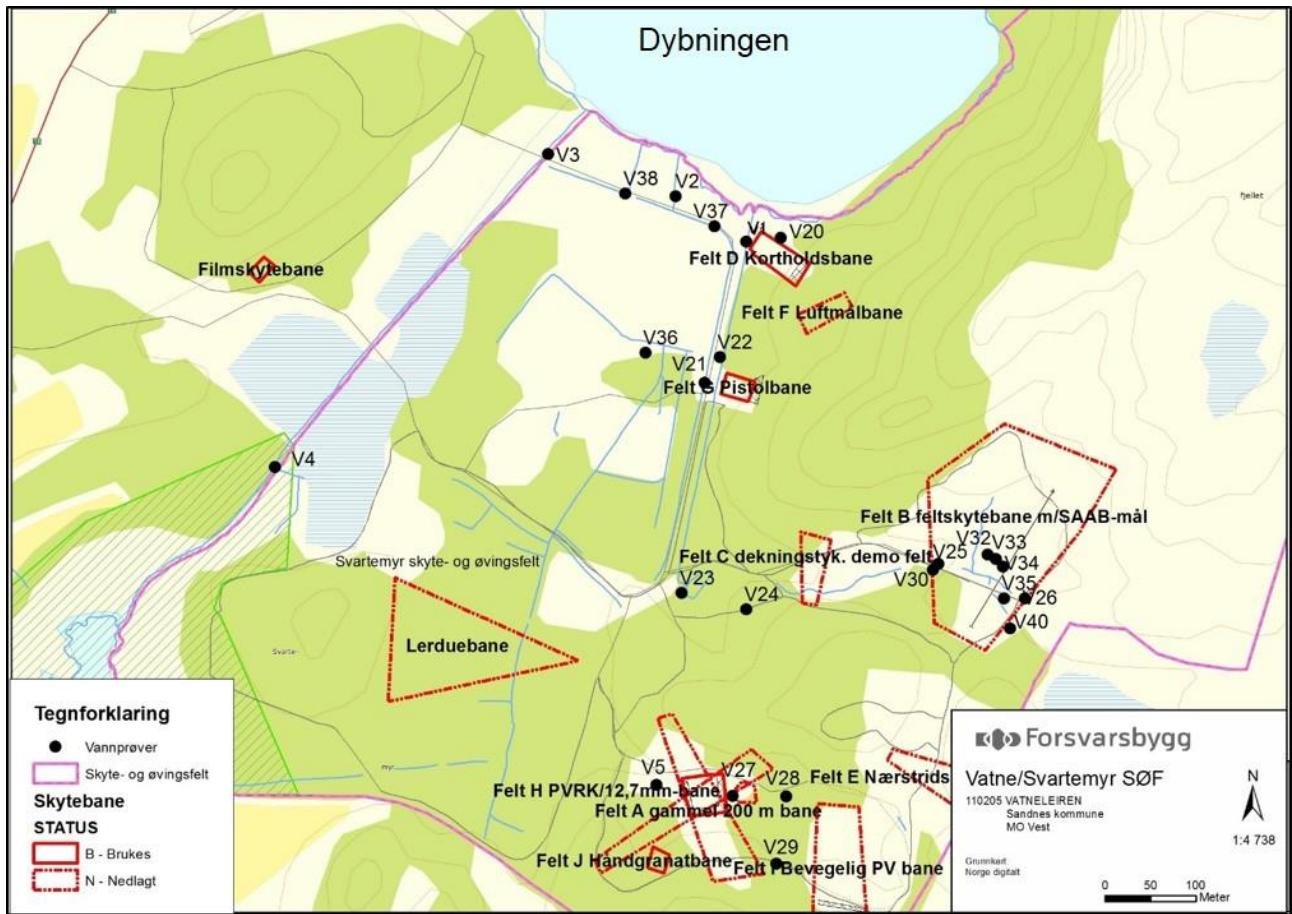 Dybningen
V3
V38
V2
V37
V1
V20
fjellet
Filmskytebane
Felt D Kortholdsbane
Felt F Luftmålbane
V36
V22
V21
Felt G Pistolbane
V4
Felt B feltskytebane m/SAAB-mål
V32
V33
Felt C dekningstyk. demo felt
V25
V34
Svartemyr skyte- og øvingsfelt
V30
V23
V24
V35
V26
V40
Lerduebane
Svarte-
myr
V5
V27
V28
Felt E Nærstrids
Felt H PVRK/12,7mm-bane
Felt A gammel 200 m bane
V29
Felt J Håndgranatbane
Felt I Bevegelig PV bane
Tegnforklaring
Vannprøver
Skyte- og øvingsfelt
Skytebane
STATUS
B - Brukes
N - Nedlagt
Forsvarsbygg
Vatne/Svartemyr SØF
110205 VATNELEIREN
Sandnes kommune
MO Vest
N
1:4 738
Grunnkart
Norge digitalt
0 50 100
Meter